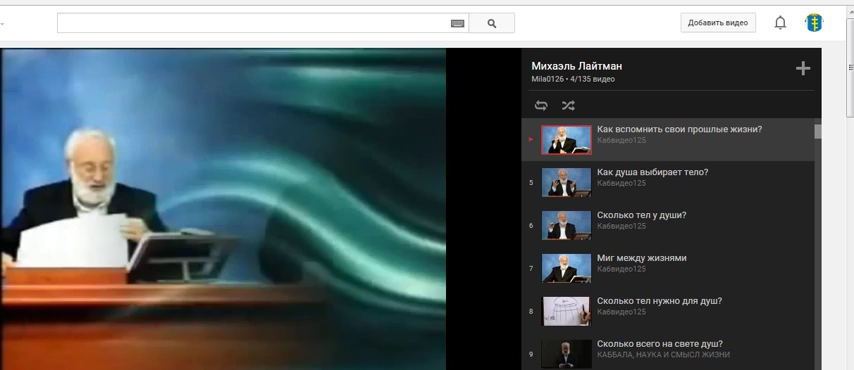 Добавить видео
Михаэль Лайтман
Mila0126 • 4/135 видео
Как вспомнить свои прошлые жизни?
Кабвидео125
5
Как душа выбирает тело?
Кабвидео125
6
Сколько тел у души?
Кабвидео125
7
Миг между жизнями
Кабвидео125
8
Сколько тел нужно для душ?
Кабвидео125
9
Сколько всего на свете душ?
КАББАЛА, НАУКА И СМЫСЛ ЖИЗНИ